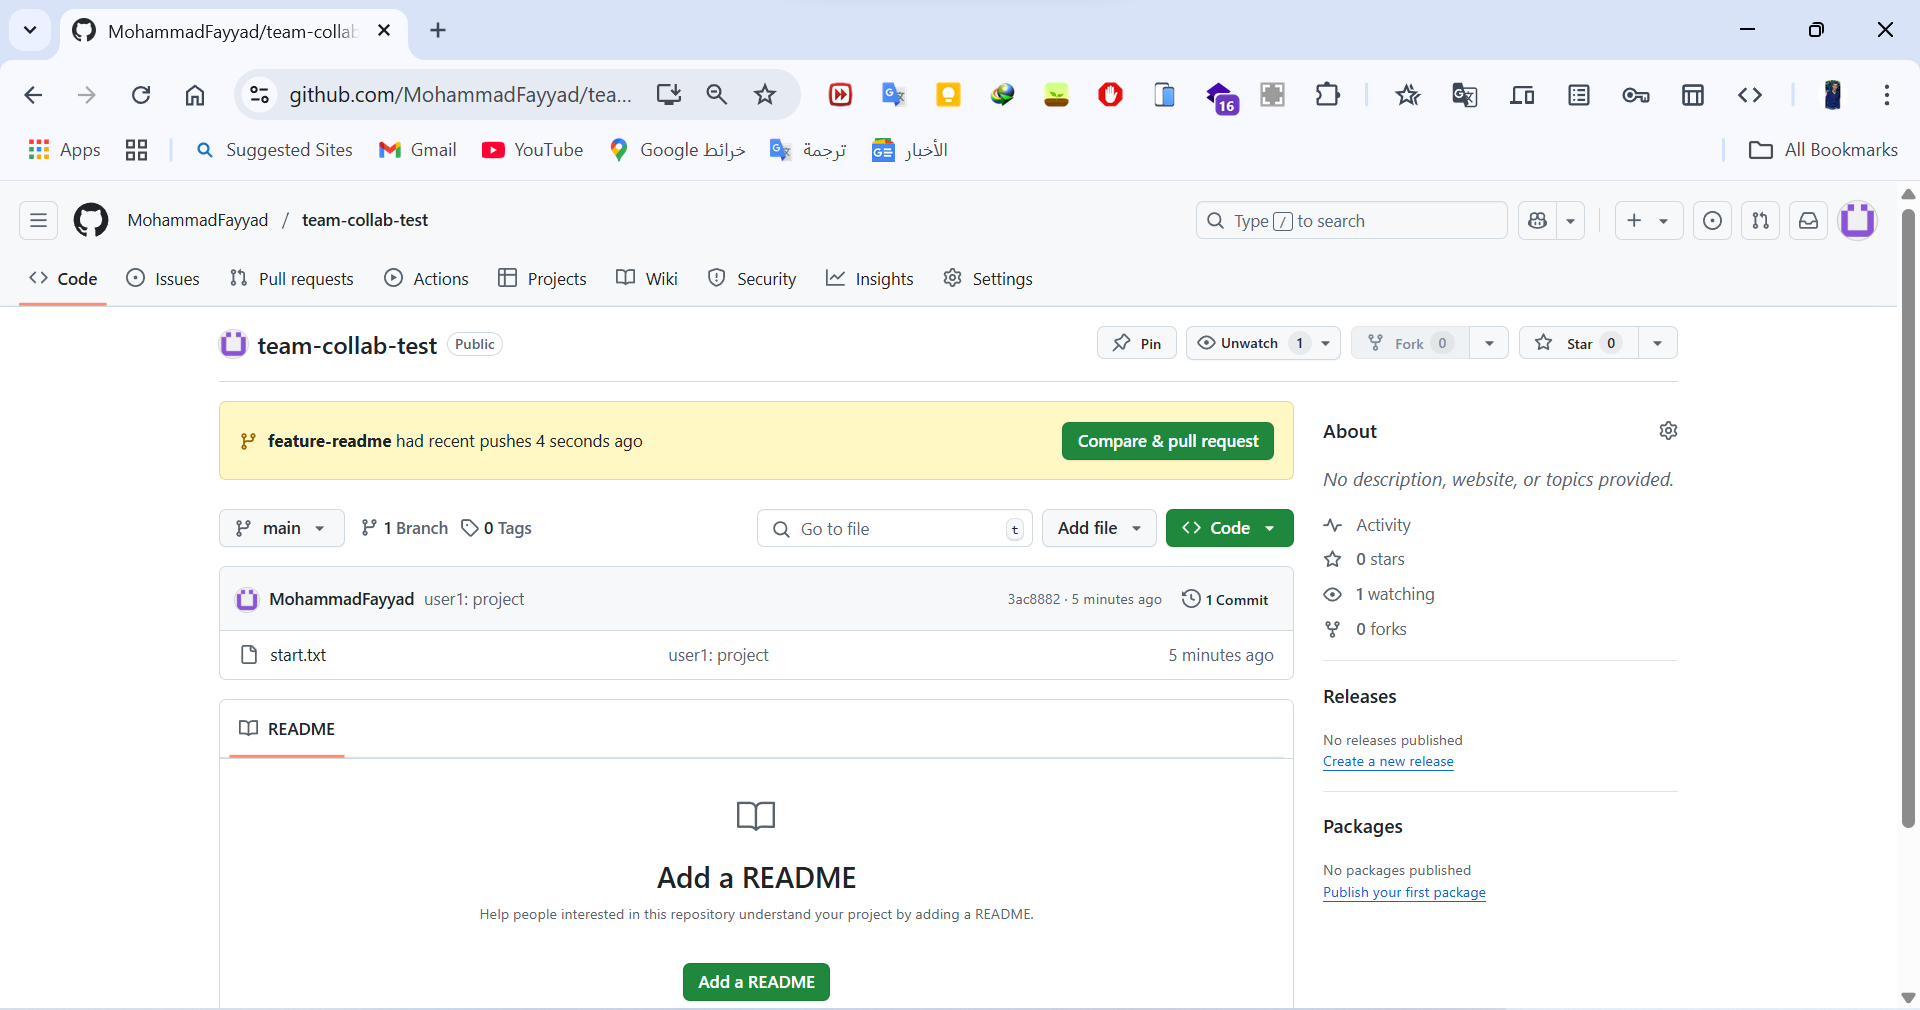 MohammadFayyad/team-collab
github.com/MohammadFayyad/tea...
16
Apps
Suggested Sites
Gmail
YouTube
خرائط Google
ترجمة
الأخبار
All Bookmarks
MohammadFayyad / team-collab-test
Type / to search
Code
Issues
Pull requests
Actions
Projects
Wiki
Security
Insights
Settings
team-collab-test
Public
Pin
Unwatch 1
Fork 0
Star 0
feature-readme had recent pushes 4 seconds ago
Compare & pull request
main
1 Branch
0 Tags
Go to file
t
Add file
Code
MohammadFayyad user1: project
3ac8882 · 5 minutes ago
1 Commit
start.txt
user1: project
5 minutes ago
README
Add a README
Help people interested in this repository understand your project by adding a README.
Add a README
About
No description, website, or topics provided.
Activity
0 stars
1 watching
0 forks
Releases
No releases published
Create a new release
Packages
No packages published
Publish your first package